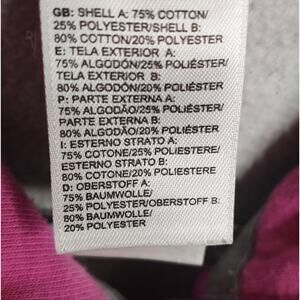 GB: SHELL A: 75% COTTON/
25% POLYESTER/SHELL B:
80% COTTON/20% POLYESTER
E: TELA EXTERIOR A:
75% ALGODÓN/25% POLIÉSTER/
TELA EXTERIOR B:
80% ALGODÓN/20% POLIÉSTER
P: PARTE EXTERNA A:
75% ALGODÃO/25% POLIÉSTER/
PARTE EXTERNA B:
80% ALGODÃO/20% POLIÉSTER
I: ESTERNO STRATO A:
75% COTONE/25% POLIESTERE/
ESTERNO STRATO B:
80% COTONE/20% POLIESTERE
D: OBERSTOFF A:
75% BAUMWOLLE/
25% POLYESTER/OBERSTOFF B:
80% BAUMWOLLE/
20% POLYESTER